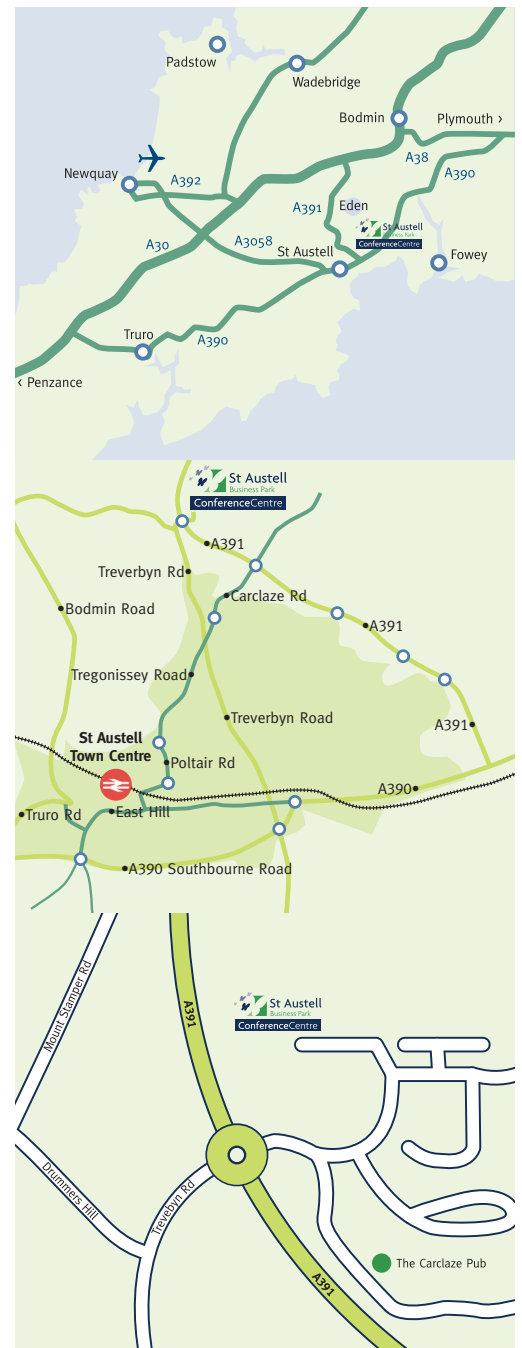 Padstow
Wadebridge
Bodmin
Plymouth >
A38
Newquay
A392
A390
A391
Eden
St Austell
Business Park
ConferenceCentre
A30
A3058
St Austell
Fowey
Truro
A390
< Penzance
St Austell
Business Park
ConferenceCentre
A391
Treverbyn Rd
Carclaze Rd
Bodmin Road
A391
Tregonissey Road
Treverbyn Road
A391
St Austell
Town Centre
Poltair Rd
A390
Truro Rd
East Hill
A390 Southbourne Road
Mount Stamper Rd
A391
St Austell
Business Park
ConferenceCentre
Drummers Hill
Trevebyn Rd
The Carclaze Pub
A391